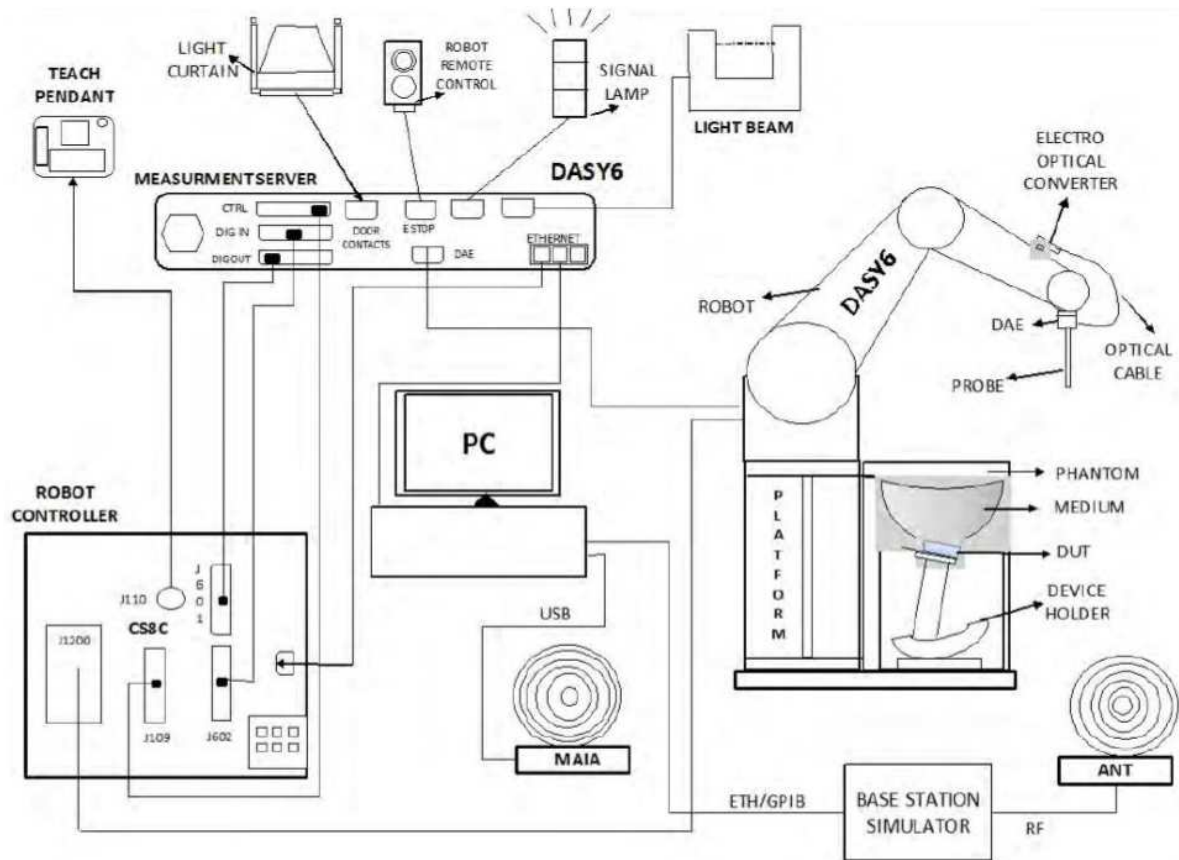 LIGHT
CURTAIN
ROBOT
REMOTE
CONTROL
SIGNAL
LAMP
LIGHT BEAM
TEACH
PENDANT
ELECTRO
OPTICAL
CONVERTER
MEASURMENT SERVER
DASY6
CTRL
DIG IN
DIGOUT
DOOR
CONTACTS
E STOP
DAE
ETHERNET
ROBOT
DASY6
DAE
PROBE
OPTICAL
CABLE
PC
PLATFORM
PHANTOM
MEDIUM
DUT
DEVICE
HOLDER
ROBOT
CONTROLLER
J110
J601
CS8C
J1200
J109
J602
USB
MAIA
ETH/GPIB
BASE STATION
SIMULATOR
RF
ANT